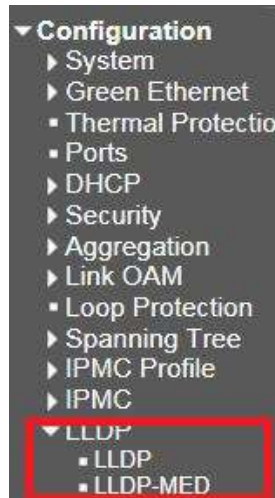 Configuration
System
Green Ethernet
Thermal Protectio
Ports
DHCP
Security
Aggregation
Link OAM
Loop Protection
Spanning Tree
IPMC Profile
IPMC
LLDP
LLDP
LLDP-MED